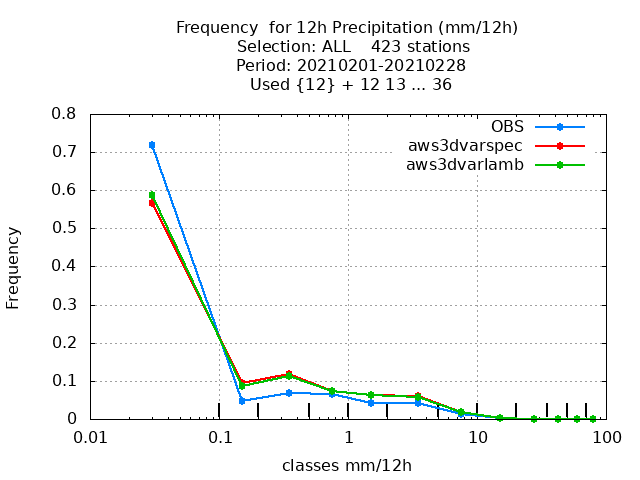 Frequency  for 12h Precipitation (mm/12h)
Selection: ALL    423 stations
Period: 20210201-20210228
Used {12} + 12 13 ... 36
OBS
aws3dvarspec
aws3dvarlamb
0.8
0.7
0.6
0.5
0.4
0.3
0.2
0.1
0
Frequency
0.01
0.1
1
10
100
classes mm/12h